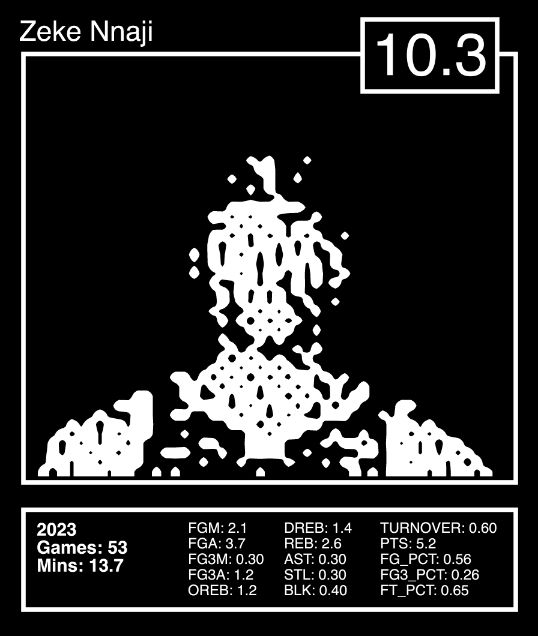 Zeke Nnaji
10.3
2023
Games: 53
Mins: 13.7
FGM: 2.1
FGA: 3.7
FG3M: 0.30
FG3A: 1.2
OREB: 1.2
DREB: 1.4
REB: 2.6
AST: 0.30
STL: 0.30
BLK: 0.40
TURNOVER: 0.60
PTS: 5.2
FG_PCT: 0.56
FG3_PCT: 0.26
FT_PCT: 0.65